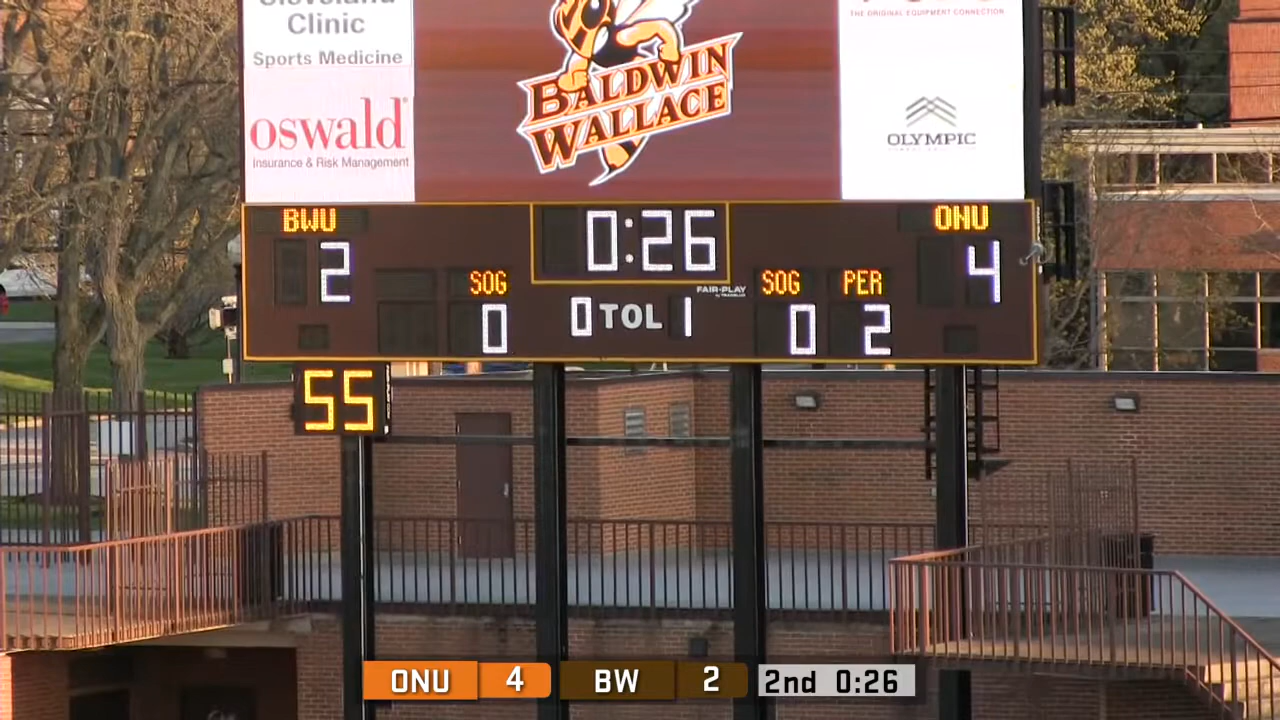 Cleveland
Clinic
Sports Medicine
oswald
Insurance & Risk Management
BALDWIN
WALLACE
THE ORIGINAL EQUIPMENT CONNECTION
OLYMPIC
BWU
2
0:26
ONU
4
SOG
0
FAIR-PLAY
0 TOL 1
SOG
0
PER
2
55
ONU 4 BW 2 2nd 0:26